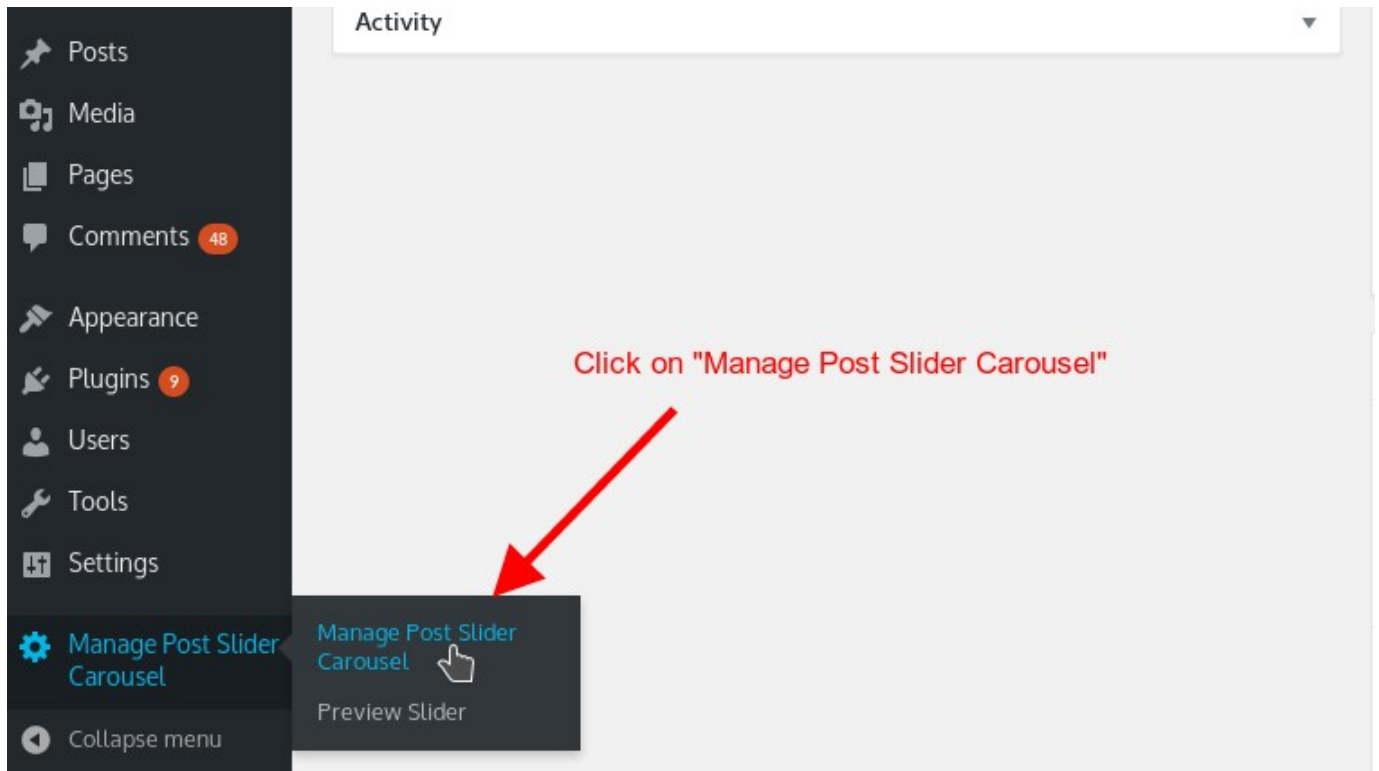 Activity
Posts
Media
Pages
Comments 48
Appearance
Plugins 9
Users
Tools
Settings
Manage Post Slider
Carousel
Collapse menu
Click on "Manage Post Slider Carousel"
Manage Post Slider
Carousel
Preview Slider